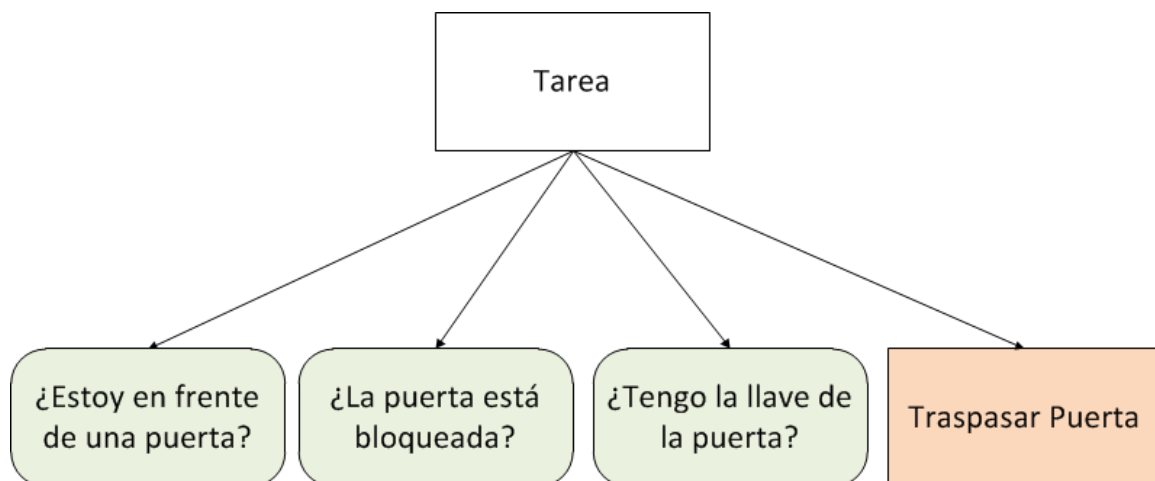 Tarea
¿Estoy en frente
de una puerta?
¿La puerta está
bloqueada?
¿Tengo la llave de
la puerta?
Traspasar Puerta